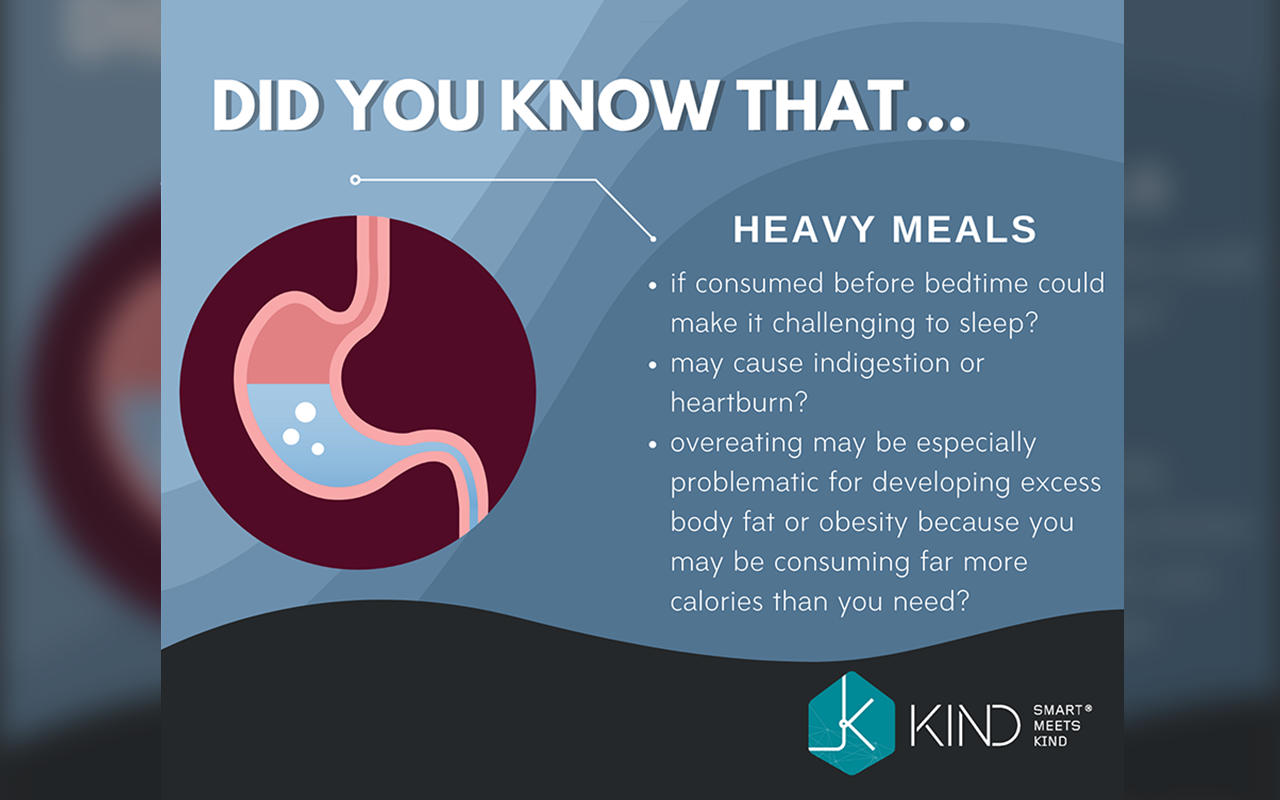 DID YOU KNOW THAT...
HEAVY MEALS
• if consumed before bedtime could
make it challenging to sleep?
• may cause indigestion or
heartburn?
• overeating may be especially
problematic for developing excess
body fat or obesity because you
may be consuming far more
calories than you need?
K KIND
SMART®
MEETS
KIND